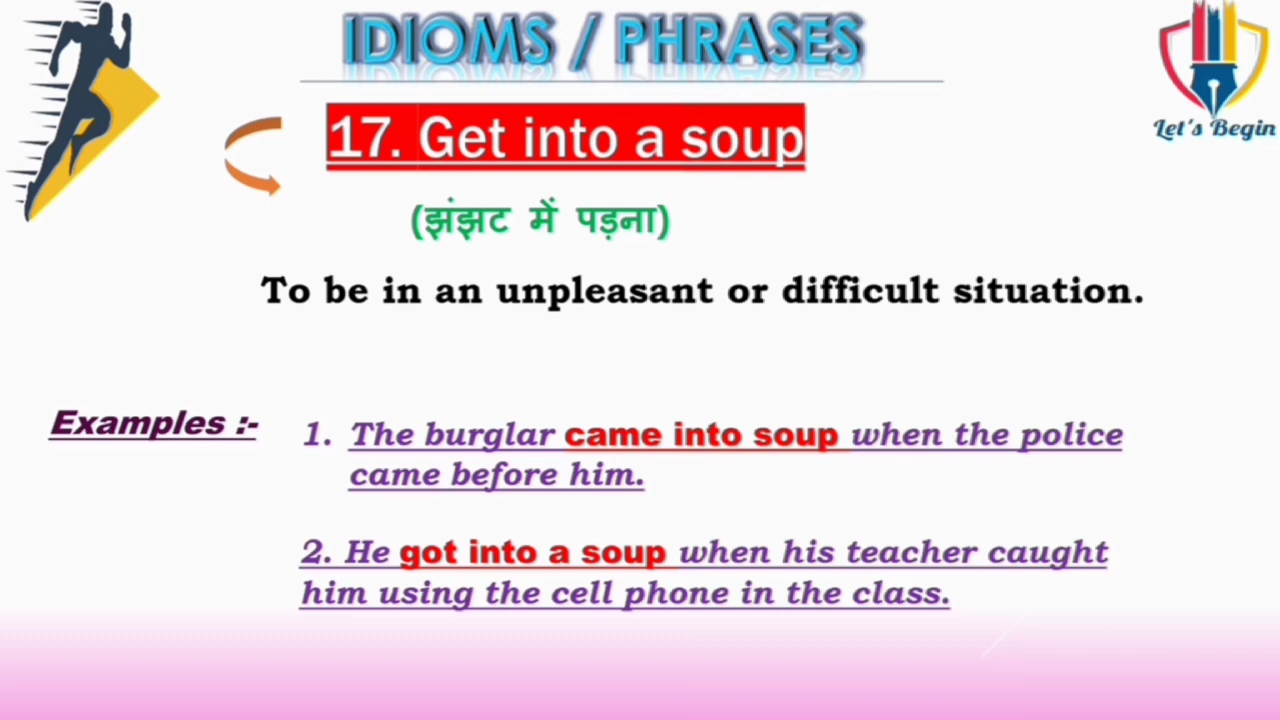 IDIOMS / PHRASES
Let's Begin
17. Get into a soup
(झंझट में पड़ना)
To be in an unpleasant or difficult situation.
Examples :-
1. The burglar came into soup when the police
came before him.
2. He got into a soup when his teacher caught
him using the cell phone in the class.